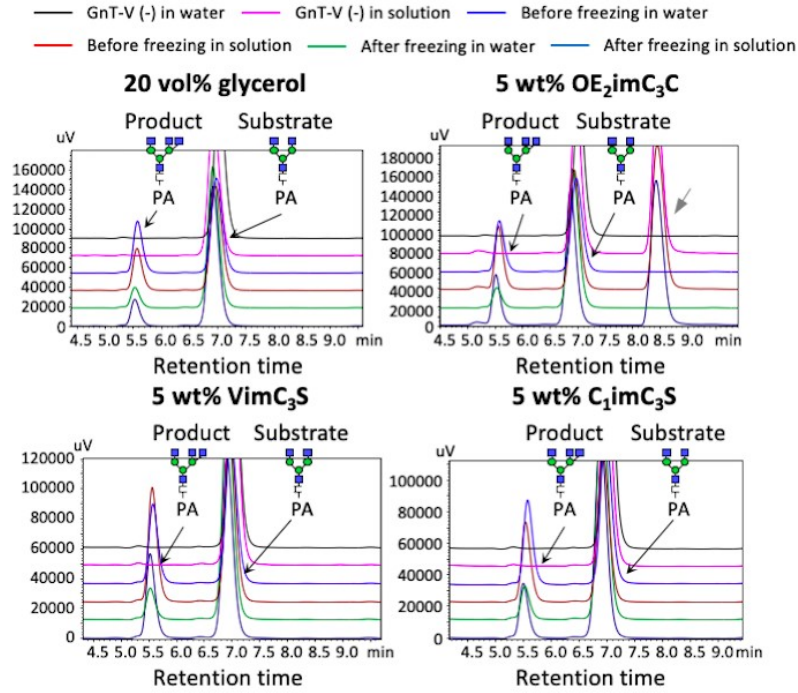 GnT-V (-) in water GnT-V (-) in solution Before freezing in water
Before freezing in solution After freezing in water After freezing in solution
20 vol% glycerol 5 wt% OE₂imC₃C
Product Substrate Product Substrate
uV uV
PA PA PA PA
160000
140000
120000
100000
80000
60000
40000
20000
0
180000
160000
140000
120000
100000
80000
60000
40000
20000
0
4.5 5.0 5.5 6.0 6.5 7.0 7.5 8.0 8.5 9.0 min 4.5 5.0 5.5 6.0 6.5 7.0 7.5 8.0 8.5 9.0 min
Retention time Retention time
5 wt% VimC₃S 5 wt% C₁imC₃S
Product Substrate Product Substrate
uV uV
PA PA PA PA
120000
100000
80000
60000
40000
20000
0
100000
80000
60000
40000
20000
0
4.5 5.0 5.5 6.0 6.5 7.0 7.5 8.0 8.5 9.0 min 4.5 5.0 5.5 6.0 6.5 7.0 7.5 8.0 8.5 9.0 min
Retention time Retention time